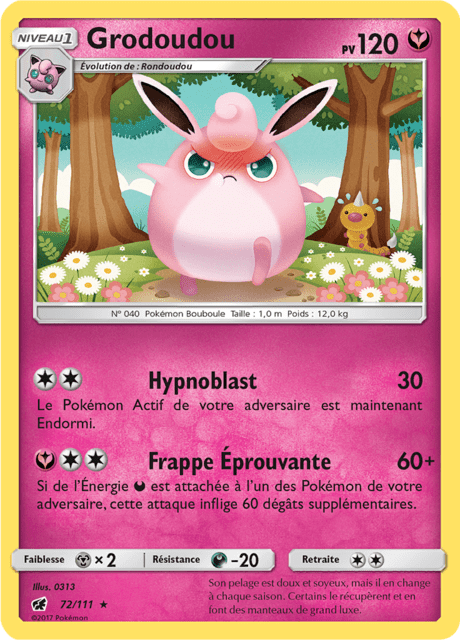 NIVEAU 1
Grodoudou
PV 120
Évolution de : Rondoudou
N° 040 Pokémon Bouboule Taille : 1,0 m Poids : 12,0 kg
Hypnoblast 30
Le Pokémon Actif de votre adversaire est maintenant
Endormi.
Frappe Éprouvante 60+
Si de l'Énergie est attachée à l'un des Pokémon de votre
adversaire, cette attaque inflige 60 dégâts supplémentaires.
Faiblesse × 2 Résistance -20 Retraite
Illus. 0313
72/111 ★
©2017 Pokémon
Son pelage est doux et soyeux, mais il en change
à chaque saison. Certains le récupèrent et en
font des manteaux de grand luxe.